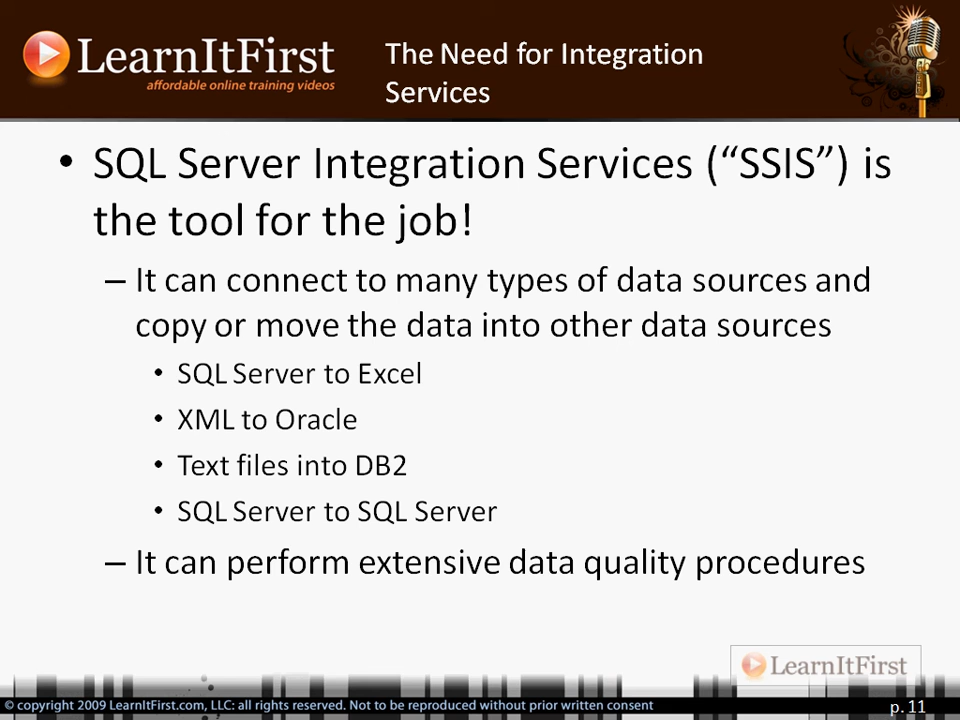 LearnItFirst
affordable online training videos
The Need for Integration
Services
• SQL Server Integration Services (“SSIS”) is
the tool for the job!
– It can connect to many types of data sources and
copy or move the data into other data sources
• SQL Server to Excel
• XML to Oracle
• Text files into DB2
• SQL Server to SQL Server
– It can perform extensive data quality procedures
LearnItFirst
© copyright 2009 LearnItFirst.com, LLC: all rights reserved. Not to be reproduced without prior written consent
p. 11